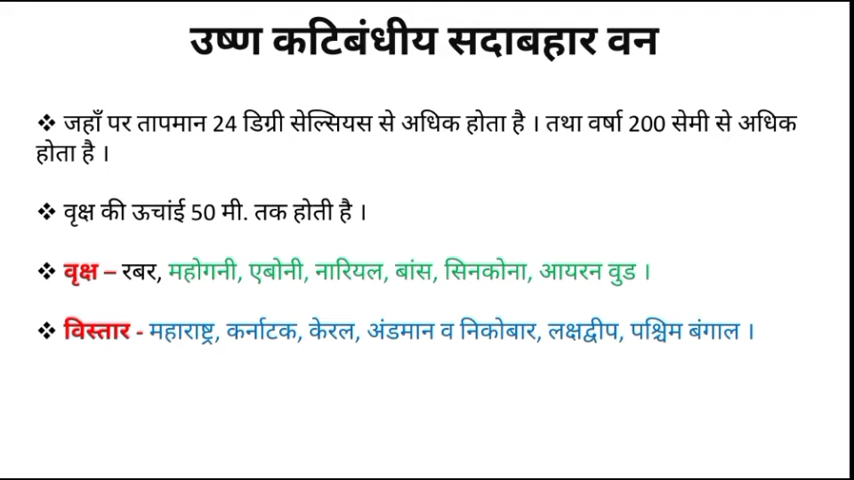 उष्ण कटिबंधीय सदाबहार वन
❖ जहाँ पर तापमान 24 डिग्री सेल्सियस से अधिक होता है । तथा वर्षा 200 सेमी से अधिक
होता है ।
❖ वृक्ष की ऊचांई 50 मी. तक होती है ।
❖ वृक्ष – रबर, महोगनी, एबोनी, नारियल, बांस, सिनकोना, आयरन वुड ।
❖ विस्तार - महाराष्ट्र, कर्नाटक, केरल, अंडमान व निकोबार, लक्षद्वीप, पश्चिम बंगाल ।